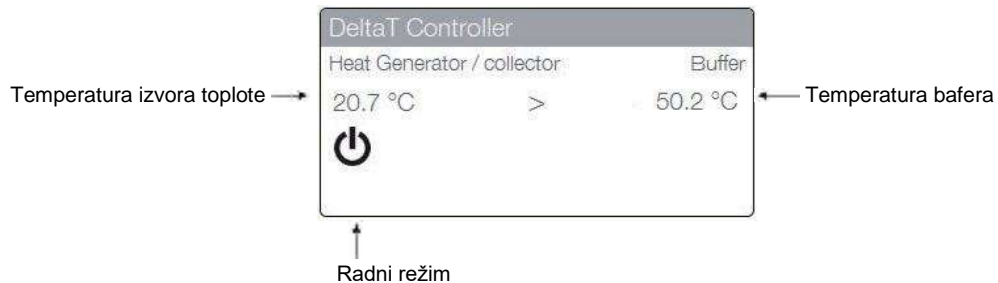 DeltaT Controller
Heat Generator / collector Buffer
Temperatura izvora toplote 20.7 °C > 50.2 °C Temperatura bafera
Radni režim